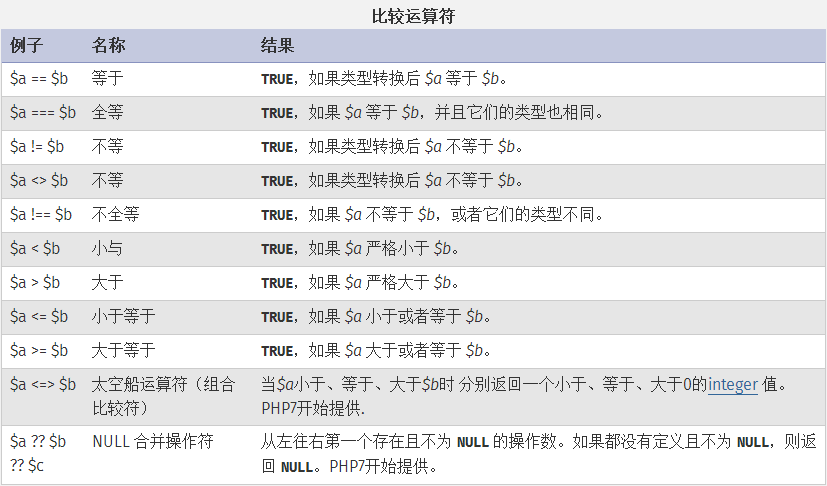 比较运算符
例子 名称 结果
$a == $b 等于 TRUE，如果类型转换后 $a 等于 $b。
$a === $b 全等 TRUE，如果 $a 等于 $b，并且它们的类型也相同。
$a != $b 不等 TRUE，如果类型转换后 $a 不等于 $b。
$a <> $b 不等 TRUE，如果类型转换后 $a 不等于 $b。
$a !== $b 不全等 TRUE，如果 $a 不等于 $b，或者它们的类型不同。
$a < $b 小与 TRUE，如果 $a 严格小于 $b。
$a > $b 大于 TRUE，如果 $a 严格大于 $b。
$a <= $b 小于等于 TRUE，如果 $a 小于或者等于 $b。
$a >= $b 大于等于 TRUE，如果 $a 大于或者等于 $b。
$a <=> $b 太空船运算符（组合 当$a小于、等于、大于$b时 分别返回一个小于、等于、大于0的integer 值。
比较符） PHP7开始提供.
$a ?? $b NULL 合并操作符 从左往右第一个存在且不为 NULL 的操作数。如果都没有定义且不为 NULL，则返
?? $c 回 NULL。PHP7开始提供。